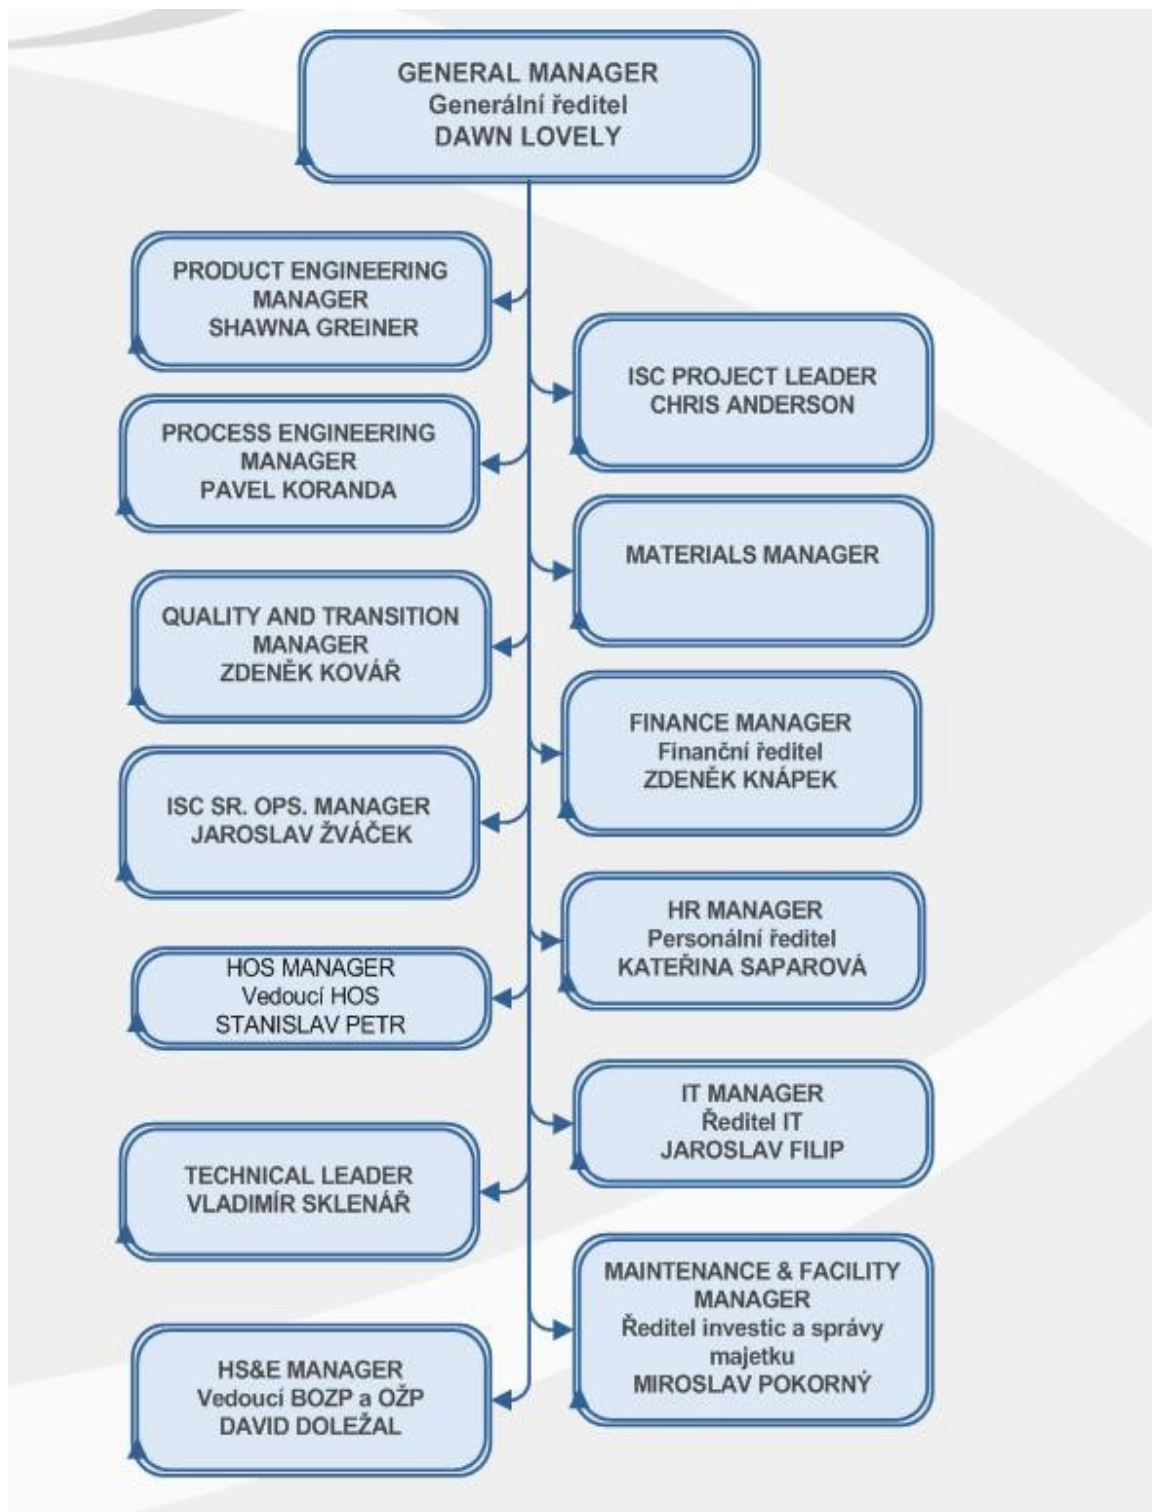 GENERAL MANAGER
Generální ředitel
DAWN LOVELY
PRODUCT ENGINEERING
MANAGER
SHAWNA GREINER
ISC PROJECT LEADER
CHRIS ANDERSON
PROCESS ENGINEERING
MANAGER
PAVEL KORANDA
MATERIALS MANAGER
QUALITY AND TRANSITION
MANAGER
ZDENĚK KOVÁŘ
FINANCE MANAGER
Finanční ředitel
ZDENĚK KNÁPEK
ISC SR. OPS. MANAGER
JAROSLAV ŽVÁČEK
HR MANAGER
Personální ředitel
KATEŘINA SAPAROVÁ
HOS MANAGER
Vedoucí HOS
STANISLAV PETR
IT MANAGER
Ředitel IT
JAROSLAV FILIP
TECHNICAL LEADER
VLADIMÍR SKLENÁŘ
MAINTENANCE & FACILITY
MANAGER
Ředitel investic a správy
majetku
MIROSLAV POKORNÝ
HS&E MANAGER
Vedoucí BOZP a OŽP
DAVID DOLEŽAL